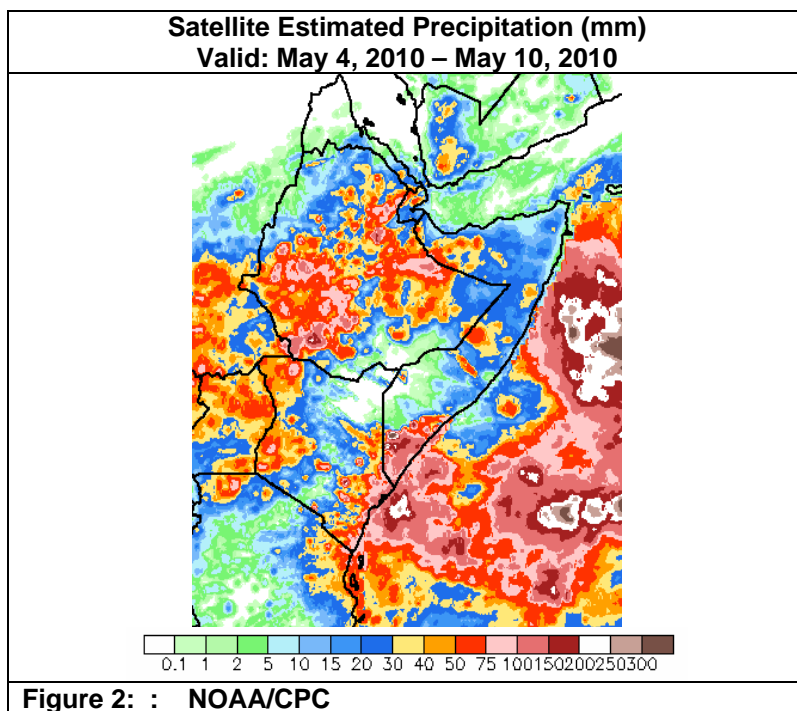 Satellite Estimated Precipitation (mm)
Valid: May 4, 2010 – May 10, 2010
0.1 1 2 5 10 15 20 30 40 50 75 100150200250300
Figure 2: : NOAA/CPC